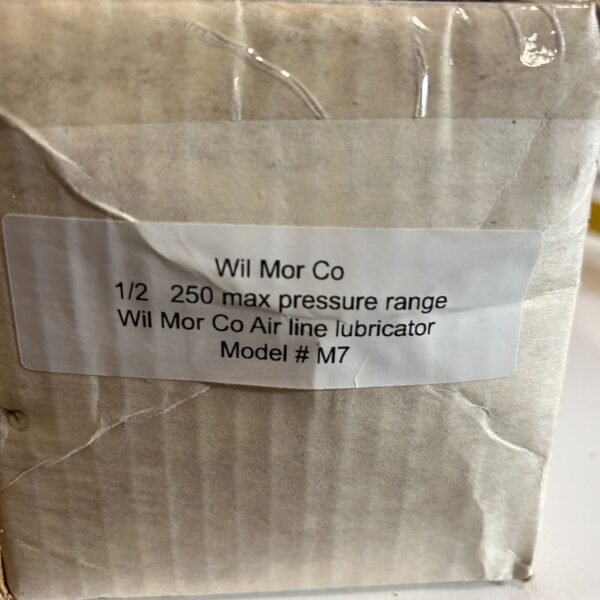 Wil Mor Co
1/2 250 max pressure range
Wil Mor Co Air line lubricator
Model # M7